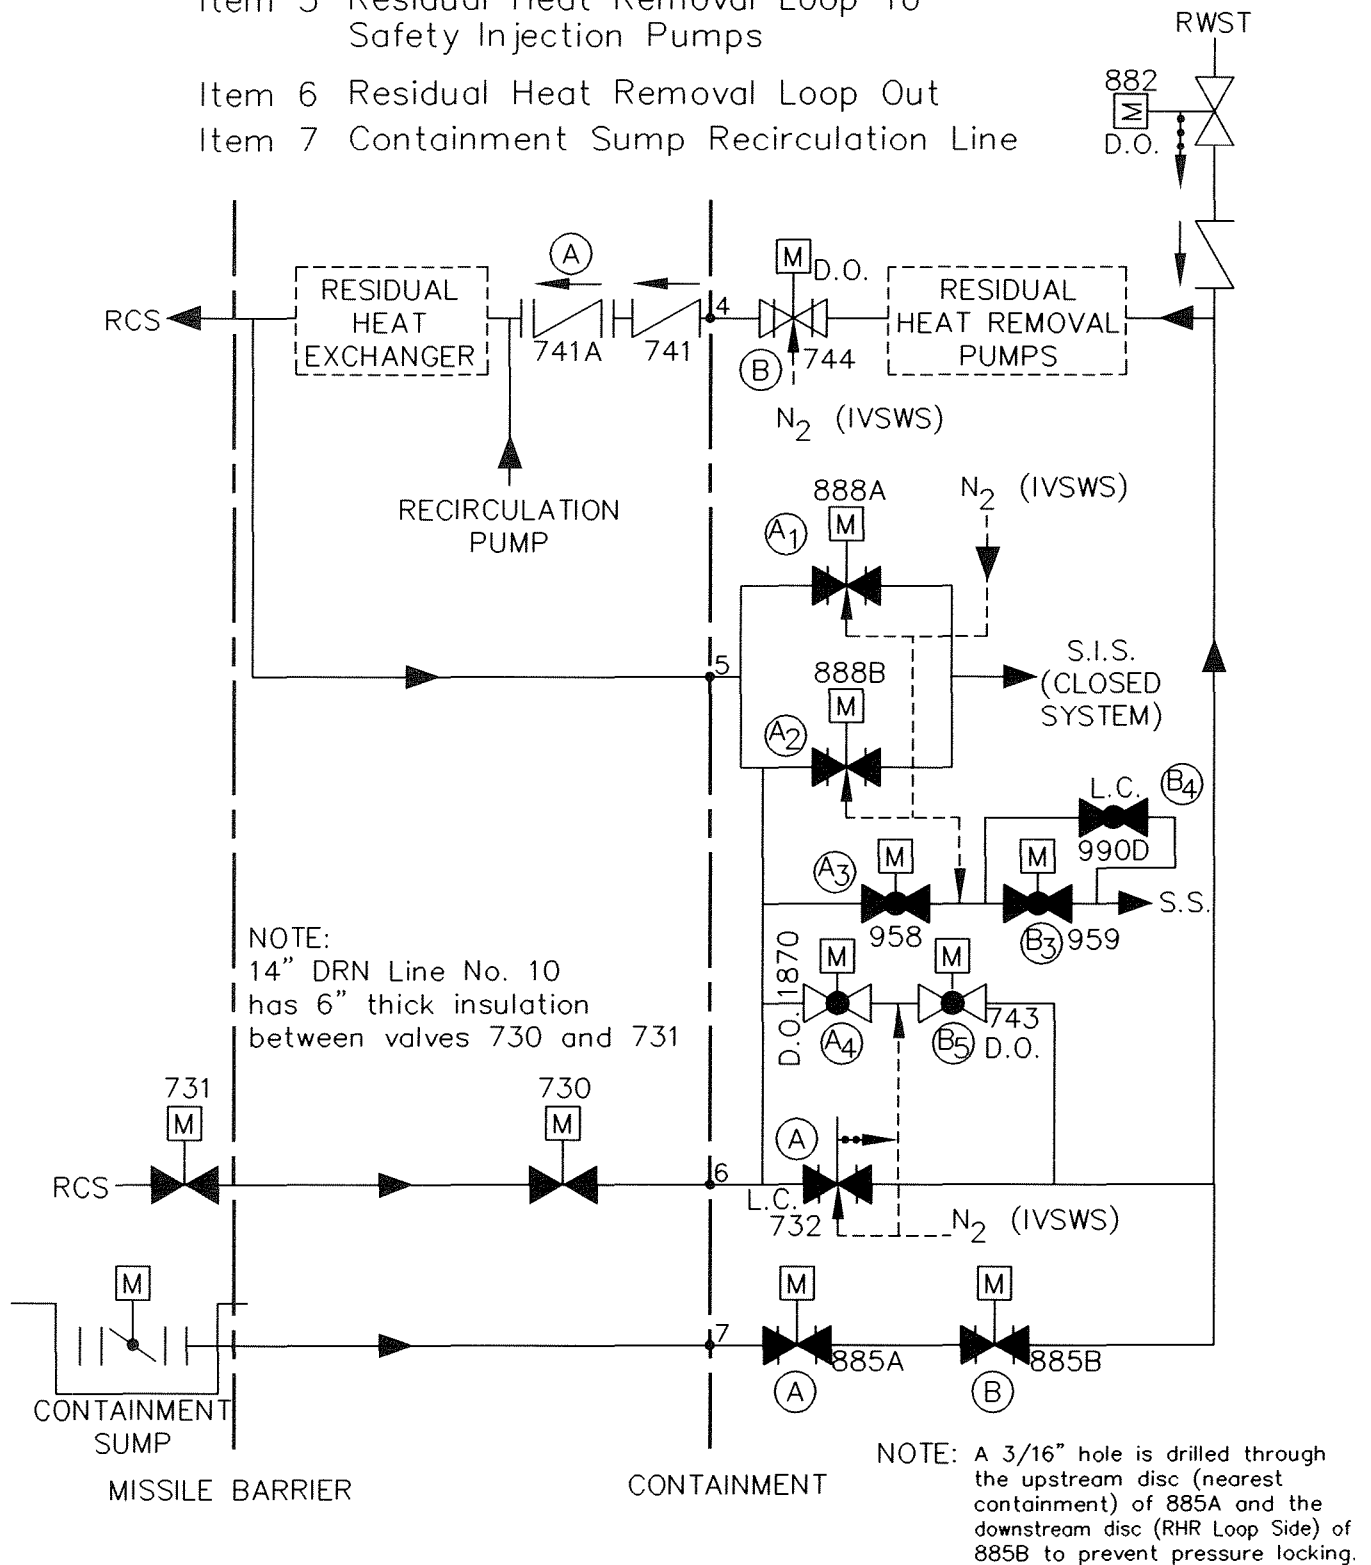 Item 5 Residual Heat Removal Loop To
Safety Injection Pumps
Item 6 Residual Heat Removal Loop Out
Item 7 Containment Sump Recirculation Line
RWST
882
M
D.O.
RCS
RESIDUAL
HEAT
EXCHANGER
A
741A
741
4
M
D.O.
B
744
N2 (IVSWS)
RESIDUAL
HEAT REMOVAL
PUMPS
RECIRCULATION
PUMP
888A
M
A1
N2 (IVSWS)
5
888B
M
A2
S.I.S.
(CLOSED
SYSTEM)
L.C.
B4
990D
A3
M
958
M
B3
959
S.S.
NOTE:
14" DRN Line No. 10
has 6" thick insulation
between valves 730 and 731
D.O. 1870
M
A4
M
B5
743
D.O.
731
M
RCS
730
M
6
A
L.C.
732
N2 (IVSWS)
M
CONTAINMENT
SUMP
7
M
885A
A
M
885B
B
MISSILE BARRIER
CONTAINMENT
NOTE: A 3/16" hole is drilled through
the upstream disc (nearest
containment) of 885A and the
downstream disc (RHR Loop Side) of
885B to prevent pressure locking.